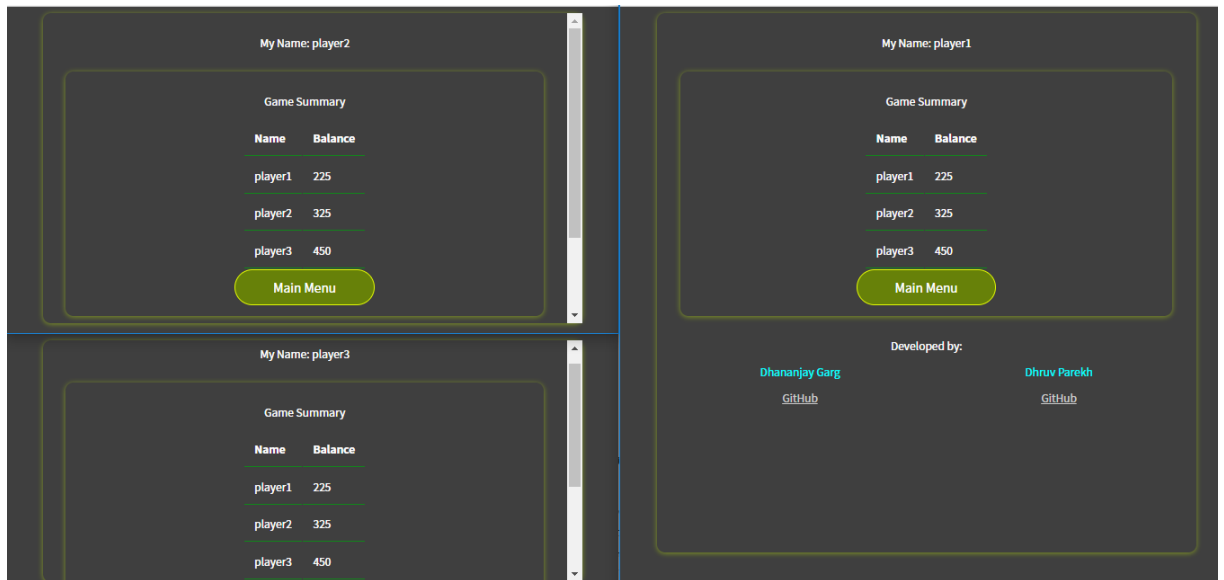 My Name: player2
Game Summary
Name Balance
player1 225
player2 325
player3 450
Main Menu
My Name: player3
Game Summary
Name Balance
player1 225
player2 325
player3 450
My Name: player1
Game Summary
Name Balance
player1 225
player2 325
player3 450
Main Menu
Developed by:
Dhananjay Garg Dhruv Parekh
GitHub GitHub